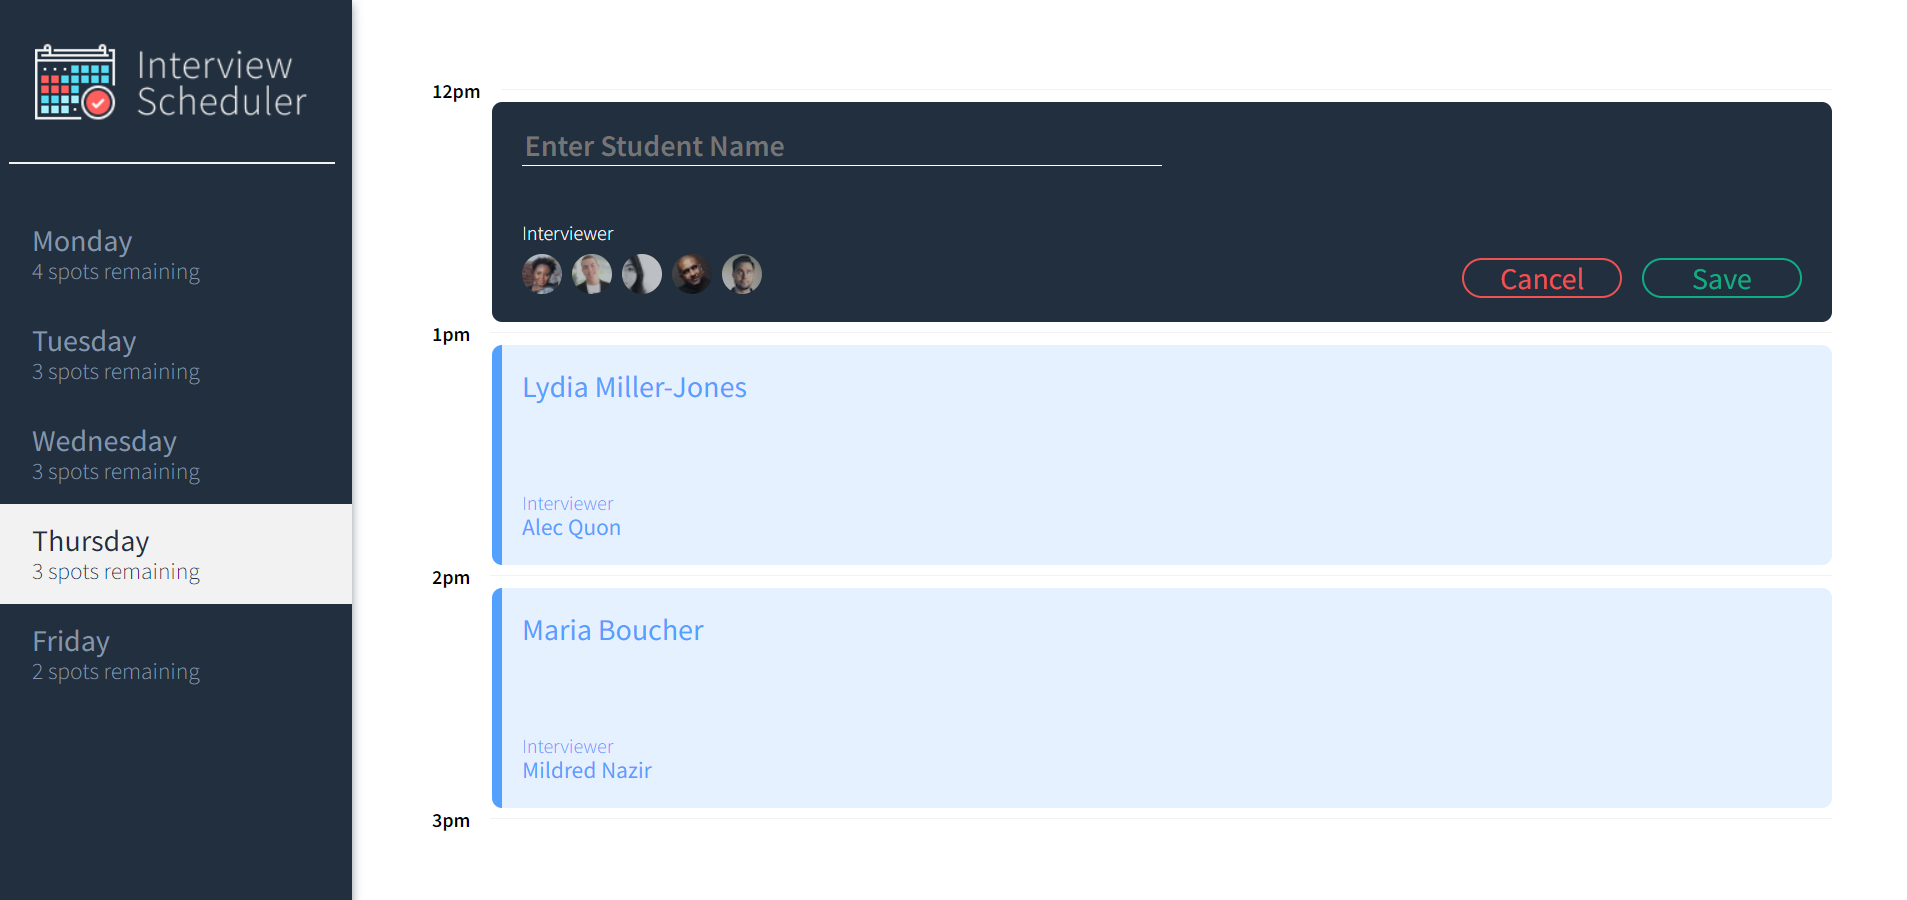 Interview
Scheduler
Monday
4 spots remaining
Tuesday
3 spots remaining
Wednesday
3 spots remaining
Thursday
3 spots remaining
Friday
2 spots remaining
12pm
Enter Student Name
Interviewer
Cancel
Save
1pm
Lydia Miller-Jones
Interviewer
Alec Quon
2pm
Maria Boucher
Interviewer
Mildred Nazir
3pm